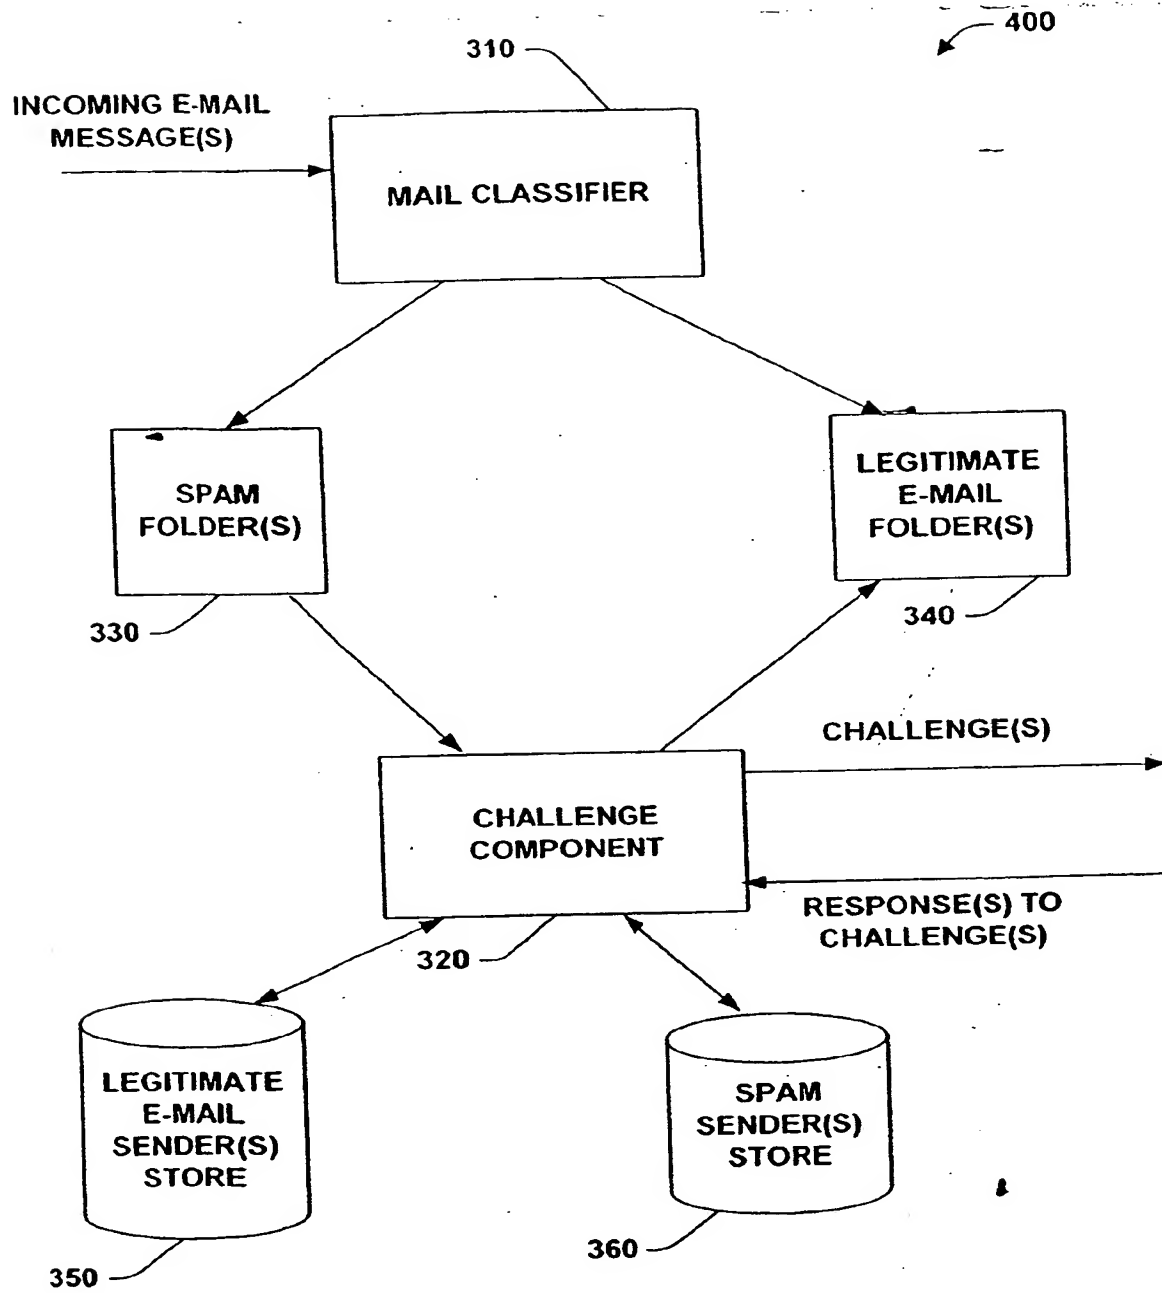 400
310
INCOMING E-MAIL
MESSAGE(S)
MAIL CLASSIFIER
SPAM
FOLDER(S)
LEGITIMATE
E-MAIL
FOLDER(S)
330
340
CHALLENGE(S)
CHALLENGE
COMPONENT
RESPONSE(S) TO
CHALLENGE(S)
320
LEGITIMATE
E-MAIL
SENDER(S)
STORE
SPAM
SENDER(S)
STORE
360
350